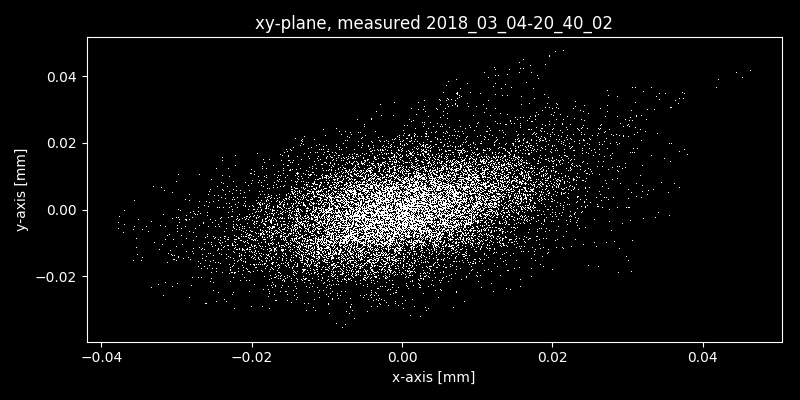 xy-plane, measured 2018_03_04-20_40_02
y-axis [mm]
0.04
0.02
0.00
−0.02
−0.04 −0.02 0.00 0.02 0.04
x-axis [mm]